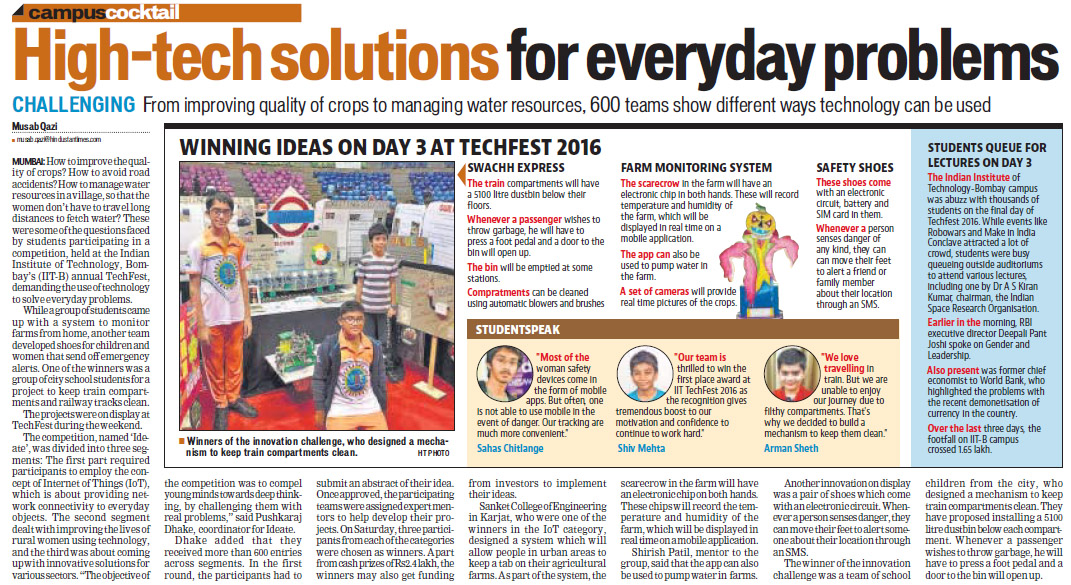 campuscocktail
High-tech solutions for everyday problems
CHALLENGING From improving quality of crops to managing water resources, 600 teams show different ways technology can be used
Musab Qazi
musab.qazi@hindustantimes.com
MUMBAI: How to improve the qual-
ity of crops? How to avoid road
accidents? How to manage water
resources in a village, so that the
women don't have to travel long
distances to fetch water? These
were some of the questions faced
by students participating in a
competition, held at the Indian
Institute of Technology, Bom-
bay's (IIT-B) annual TechFest,
demanding the use of technology
to solve everyday problems.
While a group of students came
up with a system to monitor
farms from home, another team
developed shoes for children and
women that send off emergency
alerts. One of the winners was a
group of city school students for a
project to keep train compart-
ments and railway tracks clean.
The projects were on display at
TechFest during the weekend.
The competition, named 'Ide-
ate', was divided into three seg-
ments: The first part required
participants to employ the con-
cept of Internet of Things (IoT),
which is about providing net-
work connectivity to everyday
objects. The second segment
dealt with improving the lives of
rural women using technology,
and the third was about coming
up with innovative solutions for
various sectors. "The objective of
WINNING IDEAS ON DAY 3 AT TECHFEST 2016
Winners of the innovation challenge, who designed a mecha-
nism to keep train compartments clean.
HT PHOTO
SWACHH EXPRESS
The train compartments will have
a 5100 litre dustbin below their
floors.
Whenever a passenger wishes to
throw garbage, he will have to
press a foot pedal and a door to the
bin will open up.
The bin will be emptied at some
stations.
Compratments can be cleaned
using automatic blowers and brushes
FARM MONITORING SYSTEM
The scarecrow in the farm will have an
electronic chip in both hands. These will record
temperature and humidity of
the farm, which will be
displayed in real time on a
mobile application.
The app can also be
used to pump water in
the farm.
A set of cameras will provide
real time pictures of the crops.
SAFETY SHOES
These shoes come
with an electronic
circuit, battery and
SIM card in them.
Whenever a person
senses danger of
any kind, they can
can move their feet
to alert a friend or
family member
about their location
through an SMS.
STUDENTSPEAK
"Most of the
woman safety
devices come in
the form of mobile
apps. But often, one
is not able to use mobile in the
event of danger. Our tracking are
much more convenient."
Sahas Chitlange
"Our team is
thrilled to win the
first place award at
IIT TechFest 2016 as
the recognition gives
tremendous boost to our
motivation and confidence to
continue to work hard."
Shiv Mehta
"We love
travelling in
train. But we are
unable to enjoy
our journey due to
filthy compartments. That's
why we decided to build a
mechanism to keep them clean."
Arman Sheth
STUDENTS QUEUE FOR
LECTURES ON DAY 3
The Indian Institute of
Technology-Bombay campus
was abuzz with thousands of
students on the final day of
Techfest 2016. While events like
Robowars and Make in India
Conclave attracted a lot of
crowd, students were busy
queueing outside auditoriums
to attend various lectures,
including one by Dr A S Kiran
Kumar, chairman, the Indian
Space Research Organisation.
Earlier in the morning, RBI
executive director Deepali Pant
Joshi spoke on Gender and
Leadership.
Also present was former chief
economist to World Bank, who
highlighted the problems with
the recent demonetisation of
currency in the country.
Over the last three days, the
footfall on IIT-B campus
crossed 1.65 lakh.
the competition was to compel
young minds towards deep think-
ing, by challenging them with
real problems," said Pushkaraj
Dhake, coordinator for Ideate.
Dhake added that they
received more than 600 entries
across segments. In the first
round, the participants had to
submit an abstract of their idea.
Once approved, the participating
teams were assigned expert men-
tors to help develop their pro-
jects. On Saturday, three partici-
pants from each of the categories
were chosen as winners. Apart
from cash prizes of Rs2.4 lakh, the
winners may also get funding
from investors to implement
their ideas.
Sanket College of Engineering
in Karjat, who were one of the
winners in the IoT category,
designed a system which will
allow people in urban areas to
keep a tab on their agricultural
farms. As part of the system, the
scarecrow in the farm will have
an electronic chip on both hands.
These chips will record the tem-
perature and humidity of the
farm, which will be displayed in
real time on a mobile application.
Shirish Patil, mentor to the
group, said that the app can also
be used to pump water in farms.
Another innovation on display
was a pair of shoes which come
with an electronic circuit. When-
ever a person senses danger, they
can move their feet to alert some-
one about their location through
an SMS.
The winner of the innovation
challenge was a team of school
children from the city, who
designed a mechanism to keep
train compartments clean. They
have proposed installing a 5100
litre dustbin below each compart-
ment. Whenever a passenger
wishes to throw garbage, he will
have to press a foot pedal and a
door to the bin will open up.